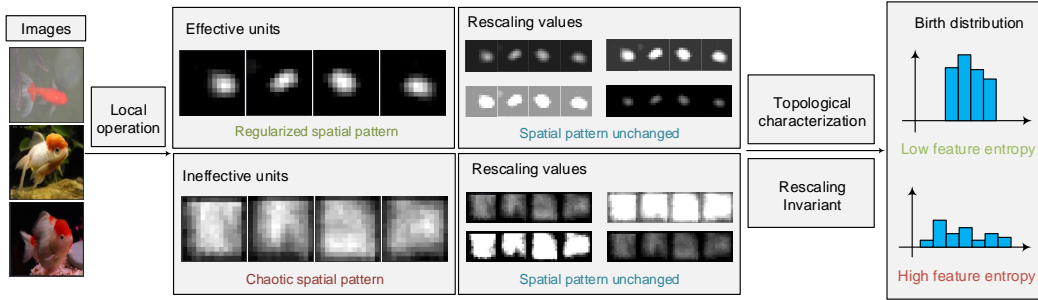 Images
Local
operation
Effective units
Regularized spatial pattern
Rescaling values
Spatial pattern unchanged
Ineffective units
Chaotic spatial pattern
Rescaling values
Spatial pattern unchanged
Topological
characterization
Rescaling
Invariant
Birth distribution
Low feature entropy
High feature entropy